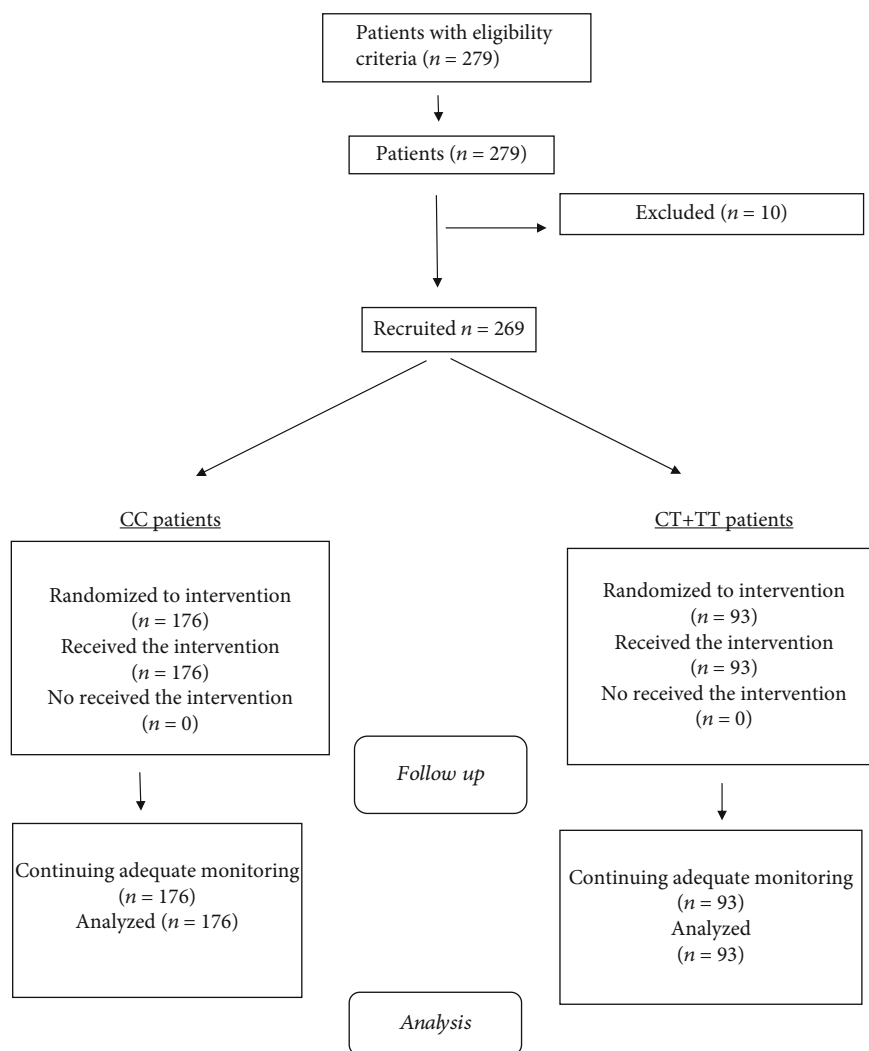 Patients with eligibility
criteria (n = 279)
Patients (n = 279)
Excluded (n = 10)
Recruited n = 269
CC patients
Randomized to intervention
(n = 176)
Received the intervention
(n = 176)
No received the intervention
(n = 0)
CT+TT patients
Randomized to intervention
(n = 93)
Received the intervention
(n = 93)
No received the intervention
(n = 0)
Follow up
Continuing adequate monitoring
(n = 176)
Analyzed (n = 176)
Continuing adequate monitoring
(n = 93)
Analyzed
(n = 93)
Analysis